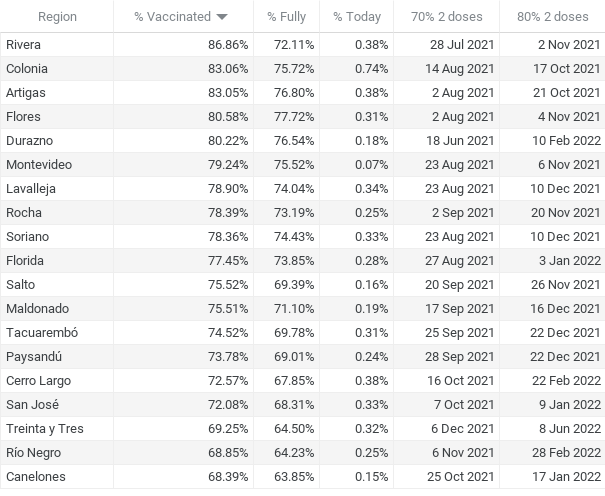 Region % Vaccinated % Fully % Today 70% 2 doses 80% 2 doses
Rivera 86.86% 72.11% 0.38% 28 Jul 2021 2 Nov 2021
Colonia 83.06% 75.72% 0.74% 14 Aug 2021 17 Oct 2021
Artigas 83.05% 76.80% 0.38% 2 Aug 2021 21 Oct 2021
Flores 80.58% 77.72% 0.31% 2 Aug 2021 4 Nov 2021
Durazno 80.22% 76.54% 0.18% 18 Jun 2021 10 Feb 2022
Montevideo 79.24% 75.52% 0.07% 23 Aug 2021 6 Nov 2021
Lavalleja 78.90% 74.04% 0.34% 23 Aug 2021 10 Dec 2021
Rocha 78.39% 73.19% 0.25% 2 Sep 2021 20 Nov 2021
Soriano 78.36% 74.43% 0.33% 23 Aug 2021 10 Dec 2021
Florida 77.45% 73.85% 0.28% 27 Aug 2021 3 Jan 2022
Salto 75.52% 69.39% 0.16% 20 Sep 2021 26 Nov 2021
Maldonado 75.51% 71.10% 0.19% 17 Sep 2021 16 Dec 2021
Tacuarembó 74.52% 69.78% 0.31% 25 Sep 2021 22 Dec 2021
Paysandú 73.78% 69.01% 0.24% 28 Sep 2021 22 Dec 2021
Cerro Largo 72.57% 67.85% 0.38% 16 Oct 2021 22 Feb 2022
San José 72.08% 68.31% 0.33% 7 Oct 2021 9 Jan 2022
Treinta y Tres 69.25% 64.50% 0.32% 6 Dec 2021 8 Jun 2022
Río Negro 68.85% 64.23% 0.25% 6 Nov 2021 28 Feb 2022
Canelones 68.39% 63.85% 0.15% 25 Oct 2021 17 Jan 2022